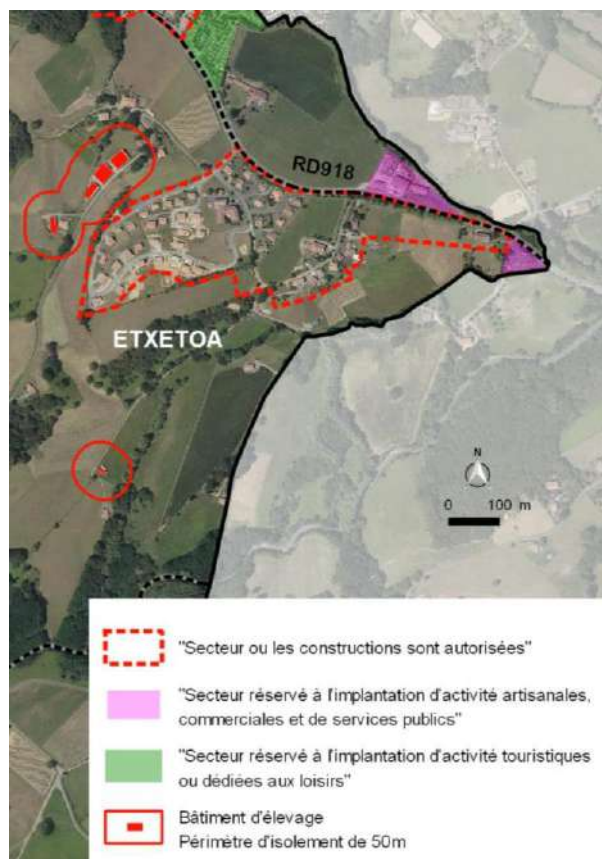 RD918
ETXETOA
N
0 100 m
"Secteur ou les constructions sont autorisées"
"Secteur réservé à l'implantation d'activité artisanales,
commerciales et de services publics"
"Secteur réservé à l'implantation d'activité touristiques
ou dédiées aux loisirs"
Bâtiment d'élevage
Périmètre d'isolement de 50m